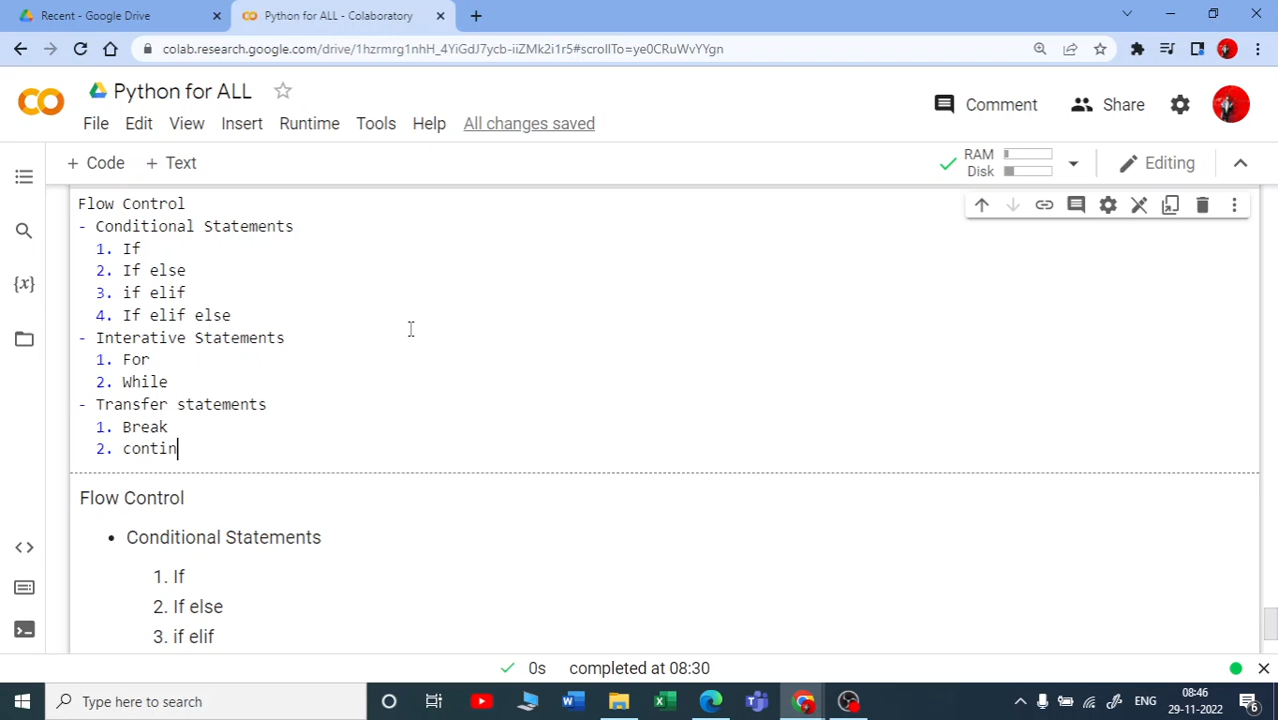 Recent - Google Drive
Python for ALL - Colaboratory
colab.research.google.com/drive/1hzrmrg1nhH_4YiGdJ7ycb-iiZMk2i1r5#scrollTo=ye0CRuWvYYgn
Python for ALL
Comment
Share
File Edit View Insert Runtime Tools Help All changes saved
+ Code + Text
RAM
Disk
Editing
Flow Control
- Conditional Statements
1. If
2. If else
3. if elif
4. If elif else
- Interative Statements
1. For
2. While
- Transfer statements
1. Break
2. contin
Flow Control
• Conditional Statements
1. If
2. If else
3. if elif
0s completed at 08:30
Type here to search
ENG
08:46
29-11-2022
6